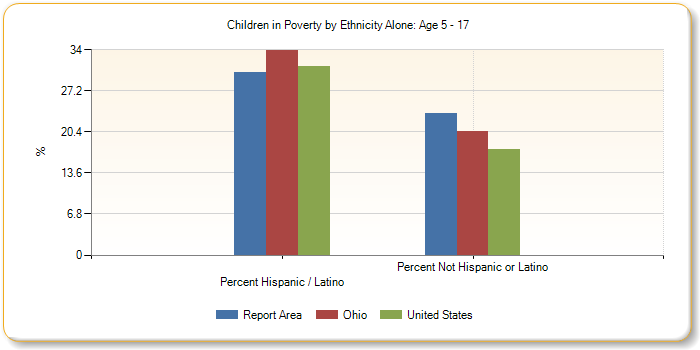 Children in Poverty by Ethnicity Alone: Age 5 - 17
34
27.2
20.4
13.6
6.8
0
%
Percent Hispanic / Latino
Percent Not Hispanic or Latino
Report Area
Ohio
United States